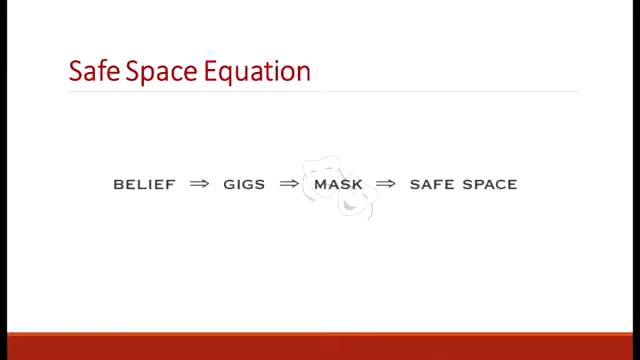 Safe Space Equation
BELIEF ⇒ GIGS ⇒ MASK ⇒ SAFE SPACE